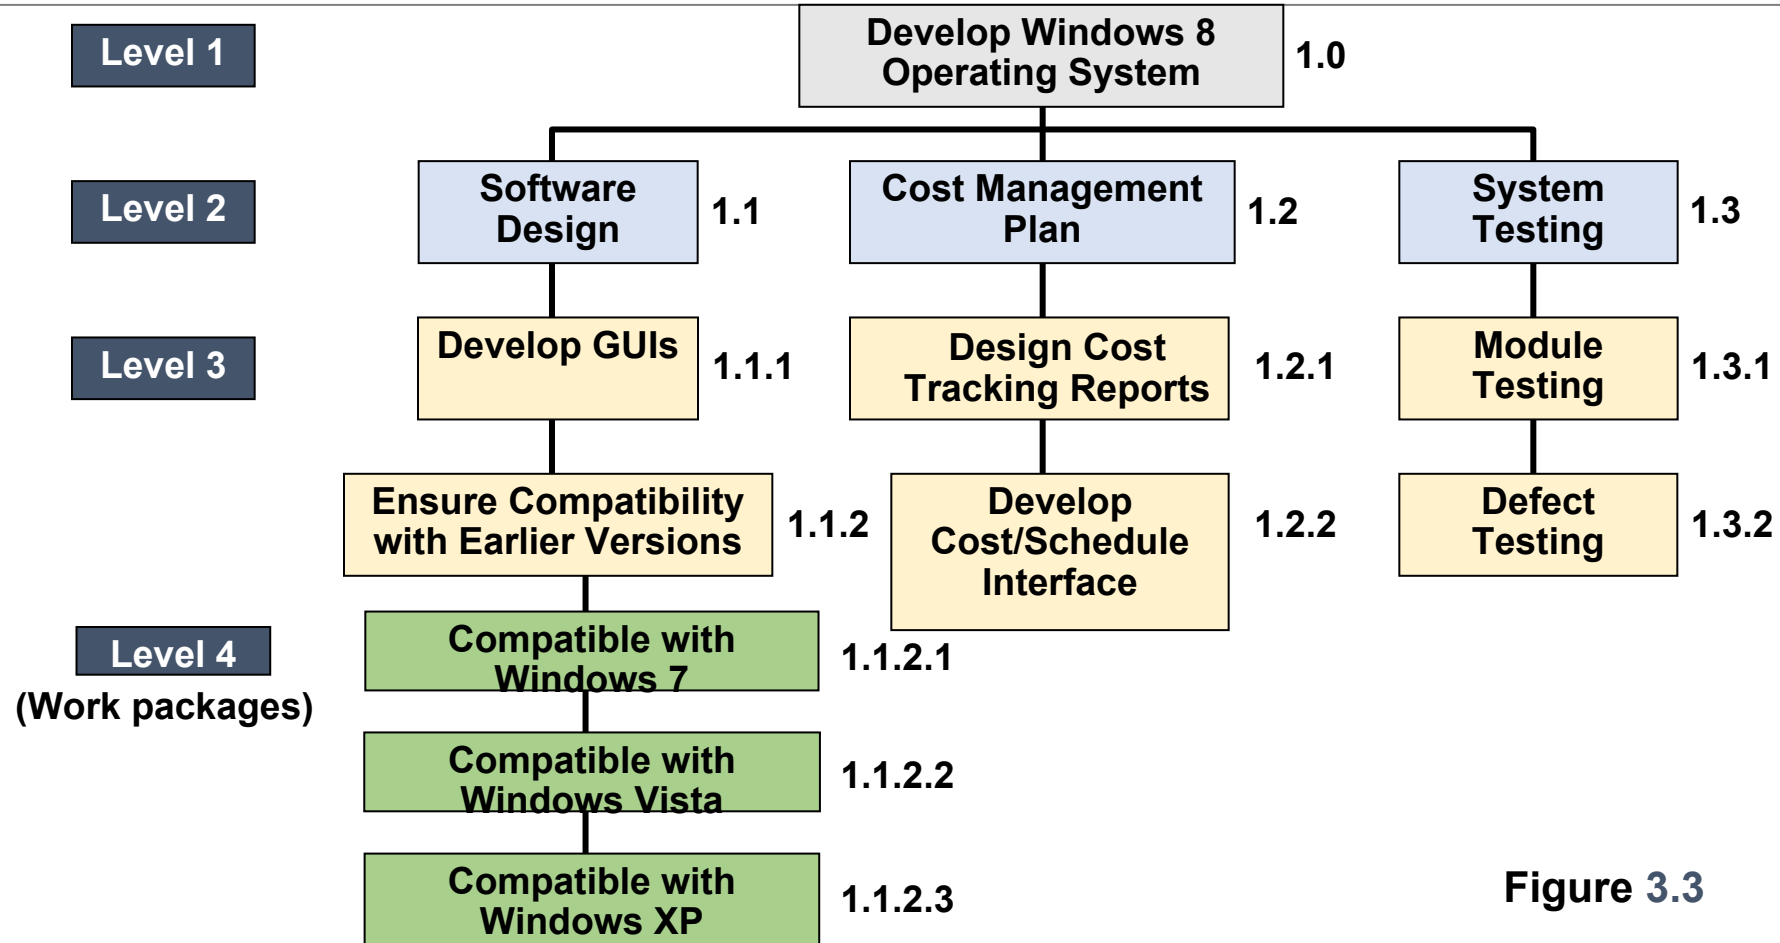 Level 1
Develop Windows 8
Operating System
1.0
Level 2
Software
Design
1.1
Cost Management
Plan
1.2
System
Testing
1.3
Level 3
Develop GUIs
1.1.1
Design Cost
Tracking Reports
1.2.1
Module
Testing
1.3.1
Ensure Compatibility
with Earlier Versions
1.1.2
Develop
Cost/Schedule
Interface
1.2.2
Defect
Testing
1.3.2
Level 4
(Work packages)
Compatible with
Windows 7
1.1.2.1
Compatible with
Windows Vista
1.1.2.2
Compatible with
Windows XP
1.1.2.3
Figure 3.3